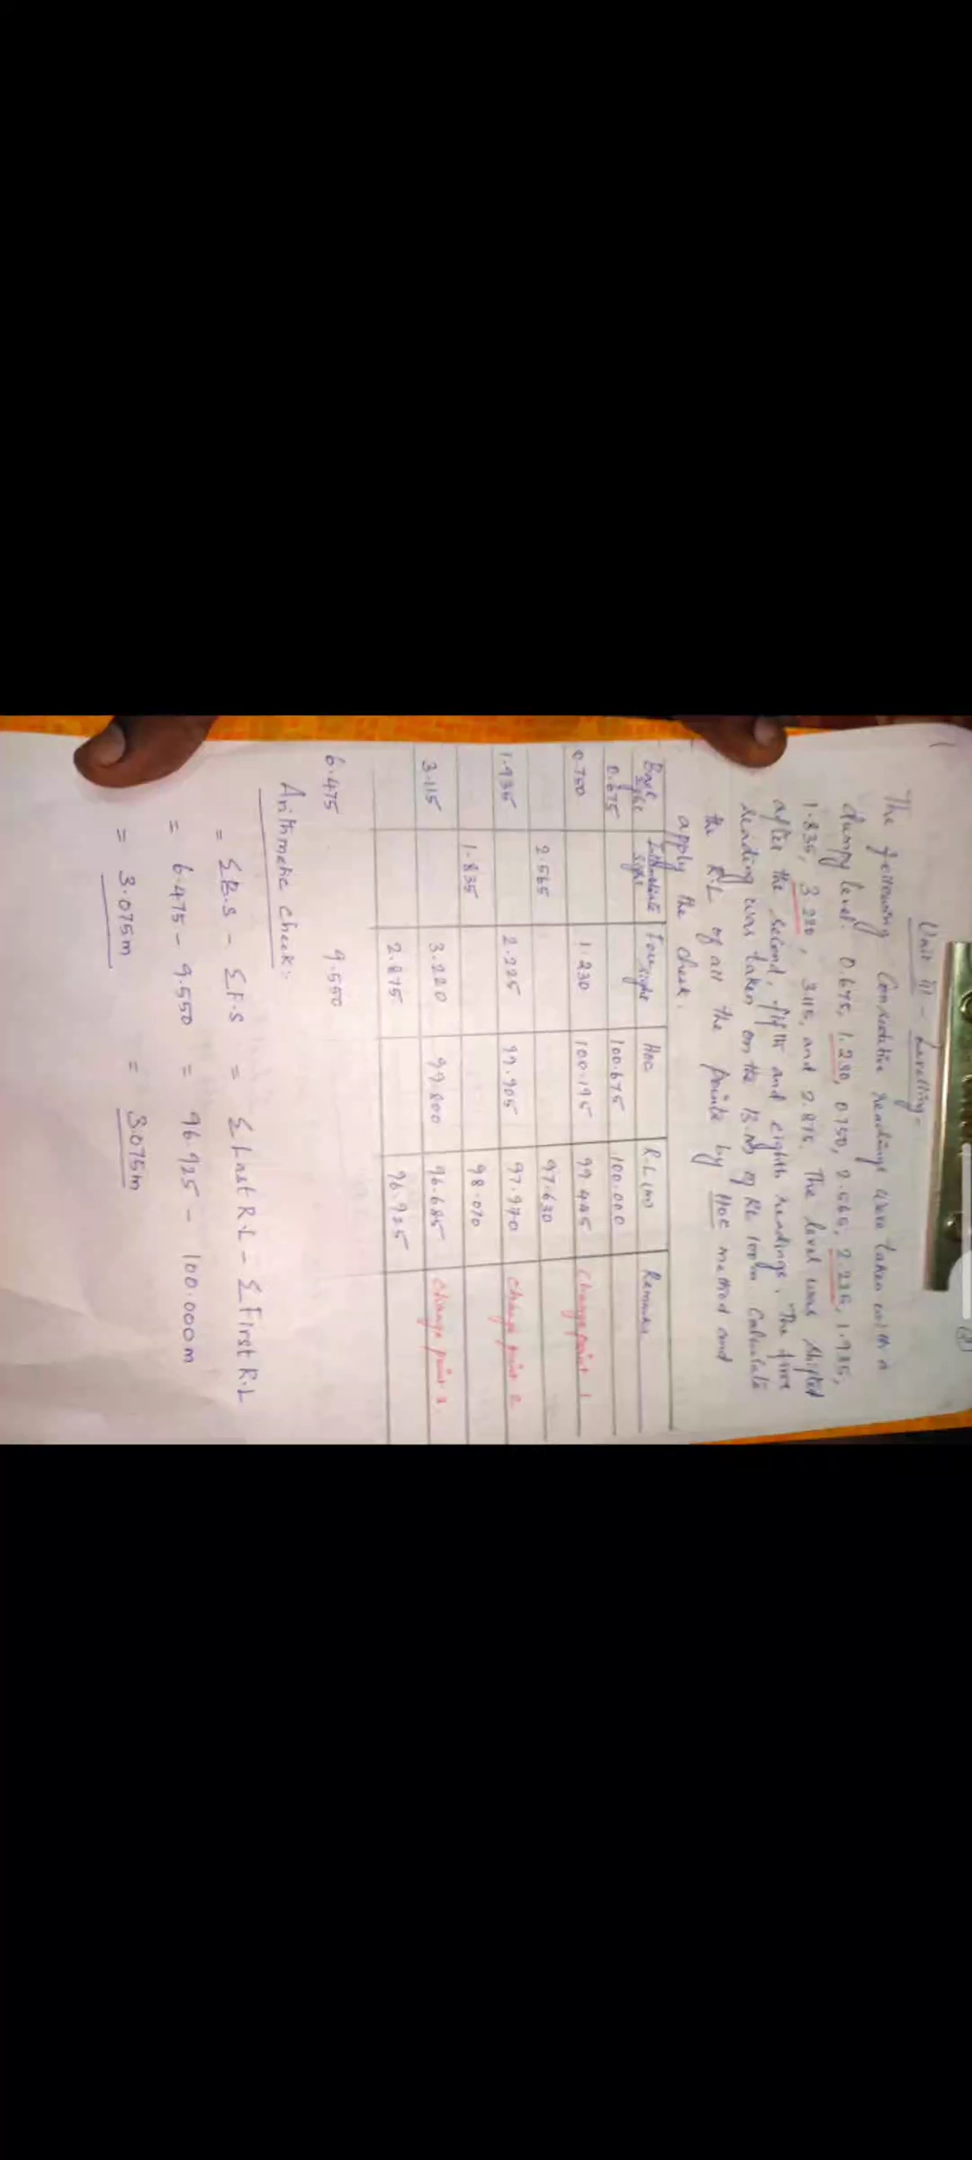 Unit III - Levelling -
The following Consecutive readings were taken with a
dumpy level. 0.675, 1.230, 0.750, 2.565, 2.225, 1.935,
1.835, 3.220, 3.115, and 2.875. The level was shifted
after the second, fifth and eighth readings. The first
reading was taken on the B.M of RL 100m. Calculate
the R.L of all the points by HOC method and
apply the check.
Back sight Intermediate sight Fore sight HOC R.L (m) Remarks
0.675 100.675 100.000
0.750 1.230 100.195 99.445 change point 1
2.565 97.630
1.935 2.225 99.905 97.970 change point 2
1.835 98.070
3.115 3.220 99.800 96.685 change point 3.
2.875 96.925
6.475 9.550
Arithmetic check:-
= ΣB.S - ΣF.S = ΣLast R.L - ΣFirst R.L
= 6.475 - 9.550 = 96.925 - 100.000m
= 3.075m = 3.075m